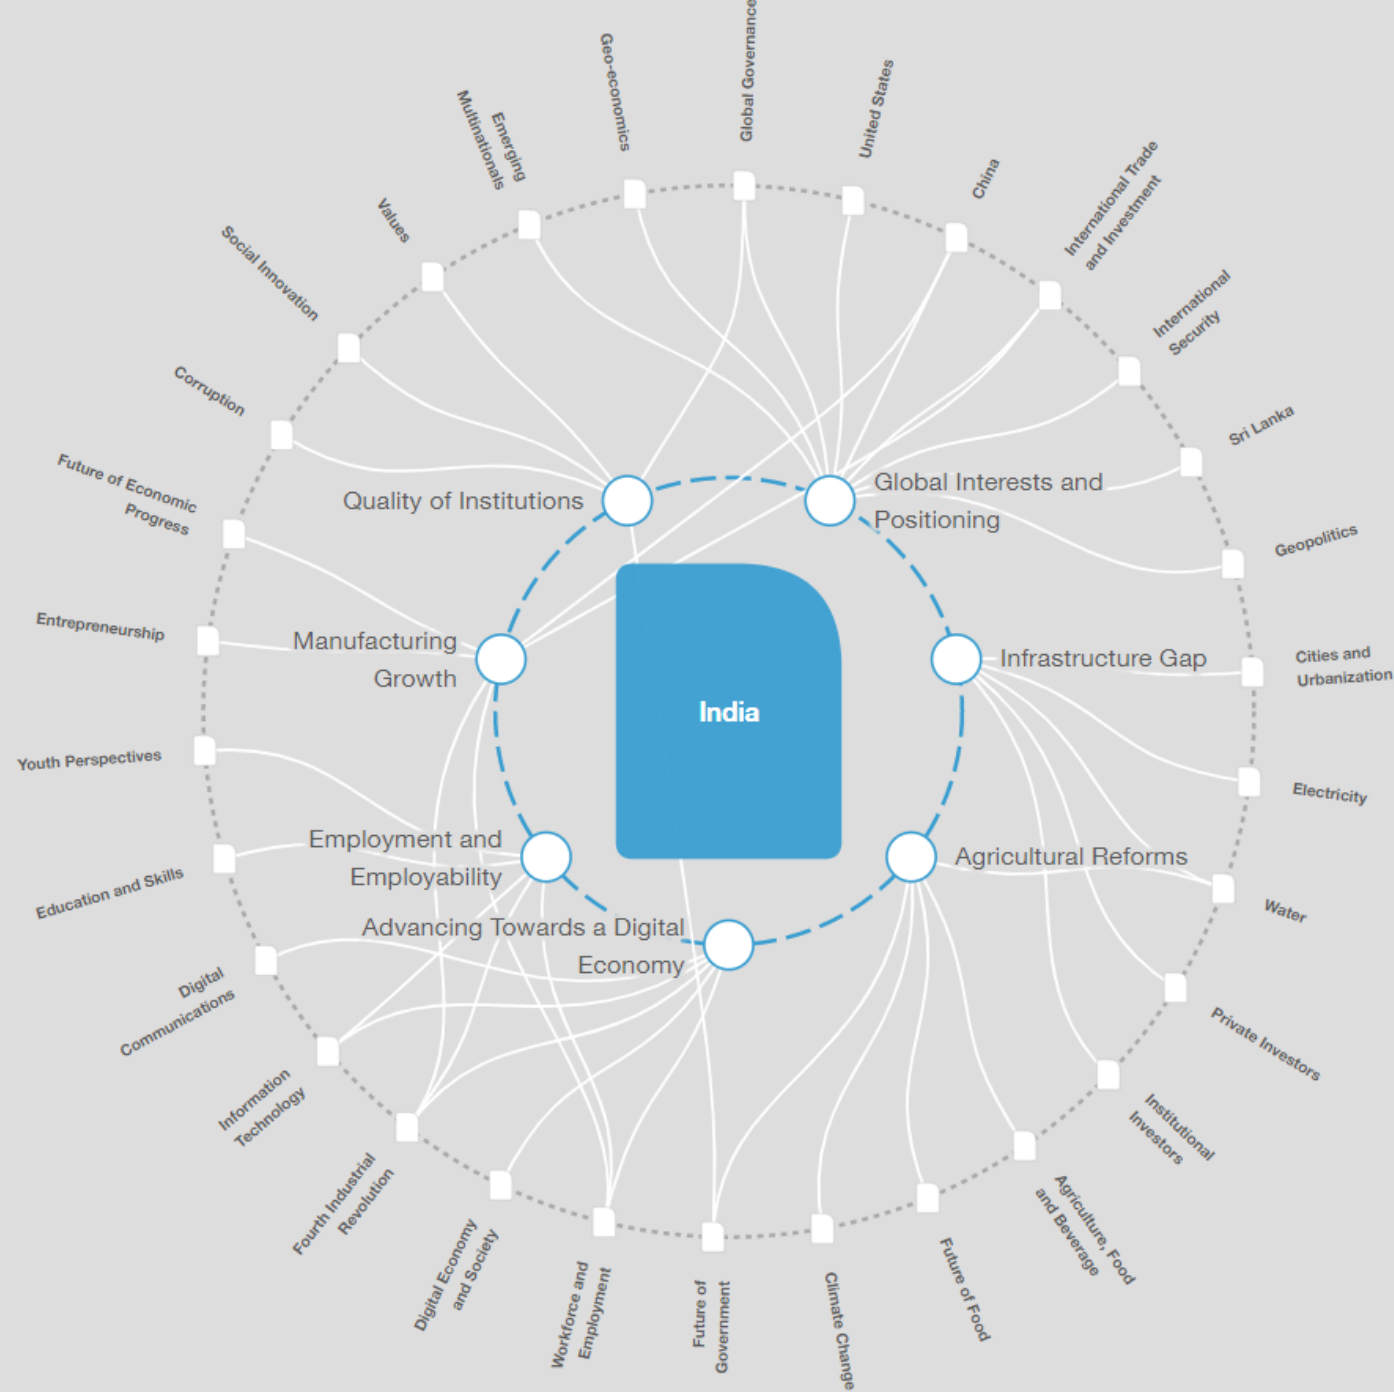 Geo-economics
Global Governance
United States
China
International Trade
and Investment
International
Security
Sri Lanka
Geopolitics
Cities and
Urbanization
Electricity
Water
Private Investors
Institutional
Investors
Agriculture, Food
and Beverage
Future of Food
Climate Change
Future of
Government
Workforce and
Employment
Digital Economy
and Society
Fourth Industrial
Revolution
Information
Technology
Digital
Communications
Education and Skills
Youth Perspectives
Entrepreneurship
Future of Economic
Progress
Corruption
Social Innovation
Values
Emerging
Multinationals
Quality of Institutions
Global Interests and
Positioning
Manufacturing
Growth
Infrastructure Gap
India
Employment and
Employability
Agricultural Reforms
Advancing Towards a Digital
Economy